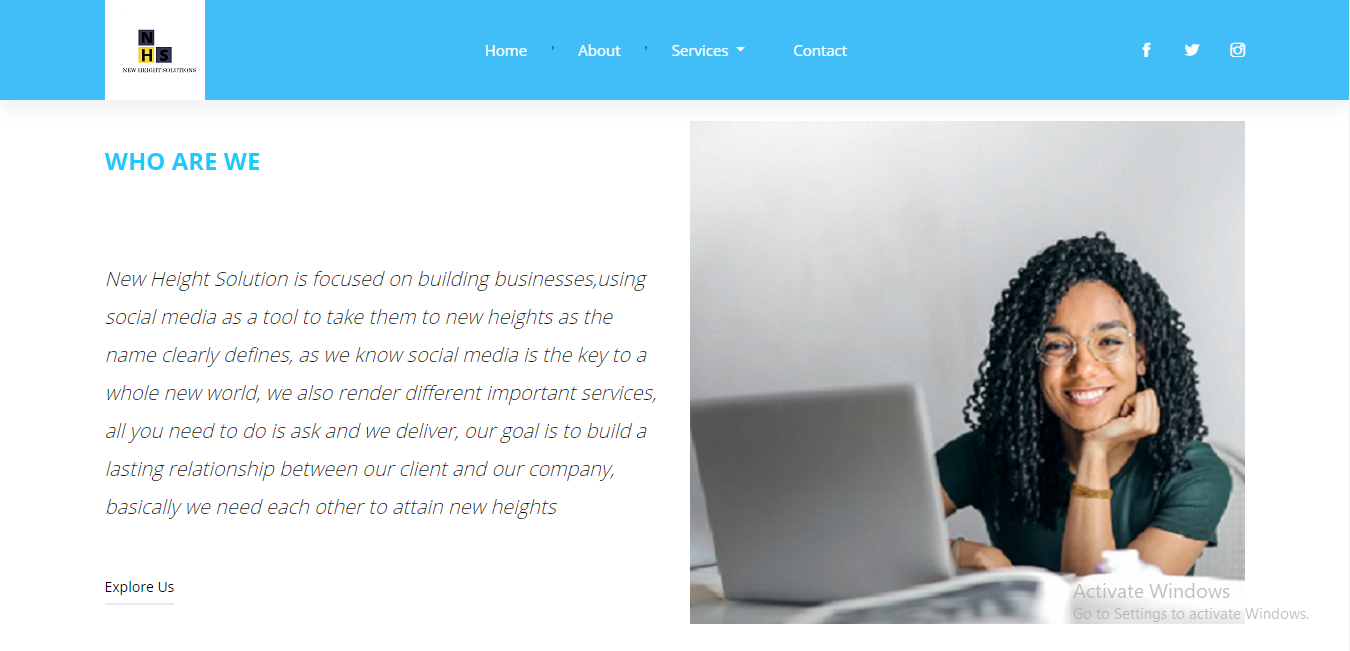 N
H S
NEW HEIGHT SOLUTIONS
Home ' About ' Services Contact
WHO ARE WE
New Height Solution is focused on building businesses,using
social media as a tool to take them to new heights as the
name clearly defines, as we know social media is the key to a
whole new world, we also render different important services,
all you need to do is ask and we deliver, our goal is to build a
lasting relationship between our client and our company,
basically we need each other to attain new heights
Explore Us
Activate Windows
Go to Settings to activate Windows.